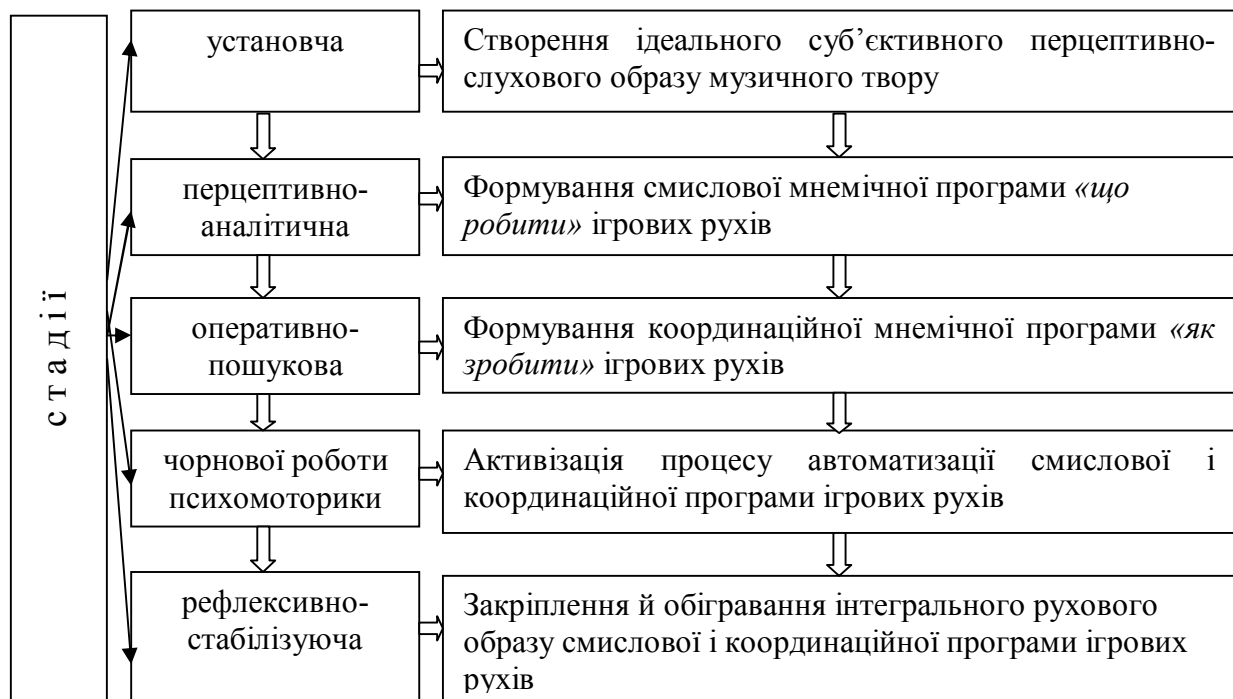 стадії
установча
Створення ідеального суб’єктивного перцептивно-
слухового образу музичного твору
перцептивно-
аналітична
Формування смислової мнемічної програми «що
робити» ігрових рухів
оперативно-
пошукова
Формування координаційної мнемічної програми «як
зробити» ігрових рухів
чорнової роботи
психомоторики
Активізація процесу автоматизації смислової і
координаційної програми ігрових рухів
рефлексивно-
стабілізуюча
Закріплення й обігравання інтегрального рухового
образу смислової і координаційної програми ігрових
рухів